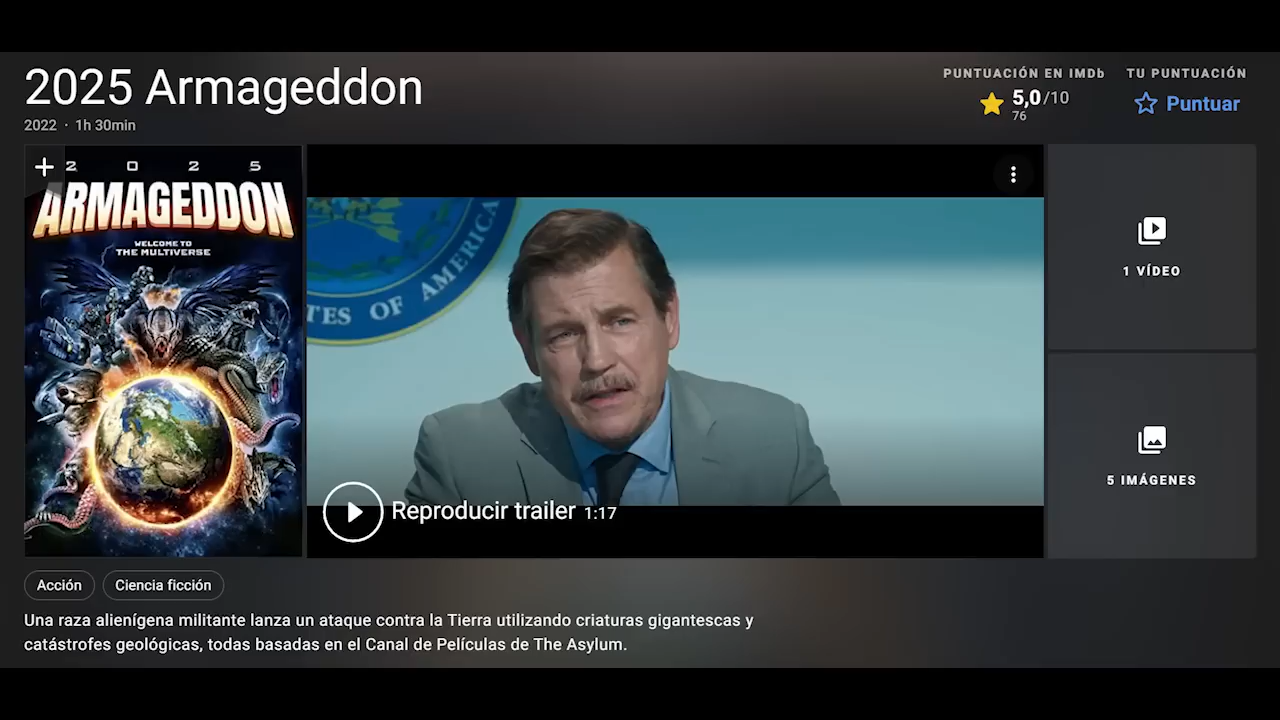 2025 Armageddon
2022 · 1h 30min
PUNTUACIÓN EN IMDb
5,0/10
76
TU PUNTUACIÓN
Puntuar
2 0 2 5
ARMAGEDDON
WELCOME TO
THE MULTIVERSE
TES OF AMERICA
Reproducir trailer 1:17
1 VÍDEO
5 IMÁGENES
Acción
Ciencia ficción
Una raza alienígena militante lanza un ataque contra la Tierra utilizando criaturas gigantescas y
catástrofes geológicas, todas basadas en el Canal de Películas de The Asylum.